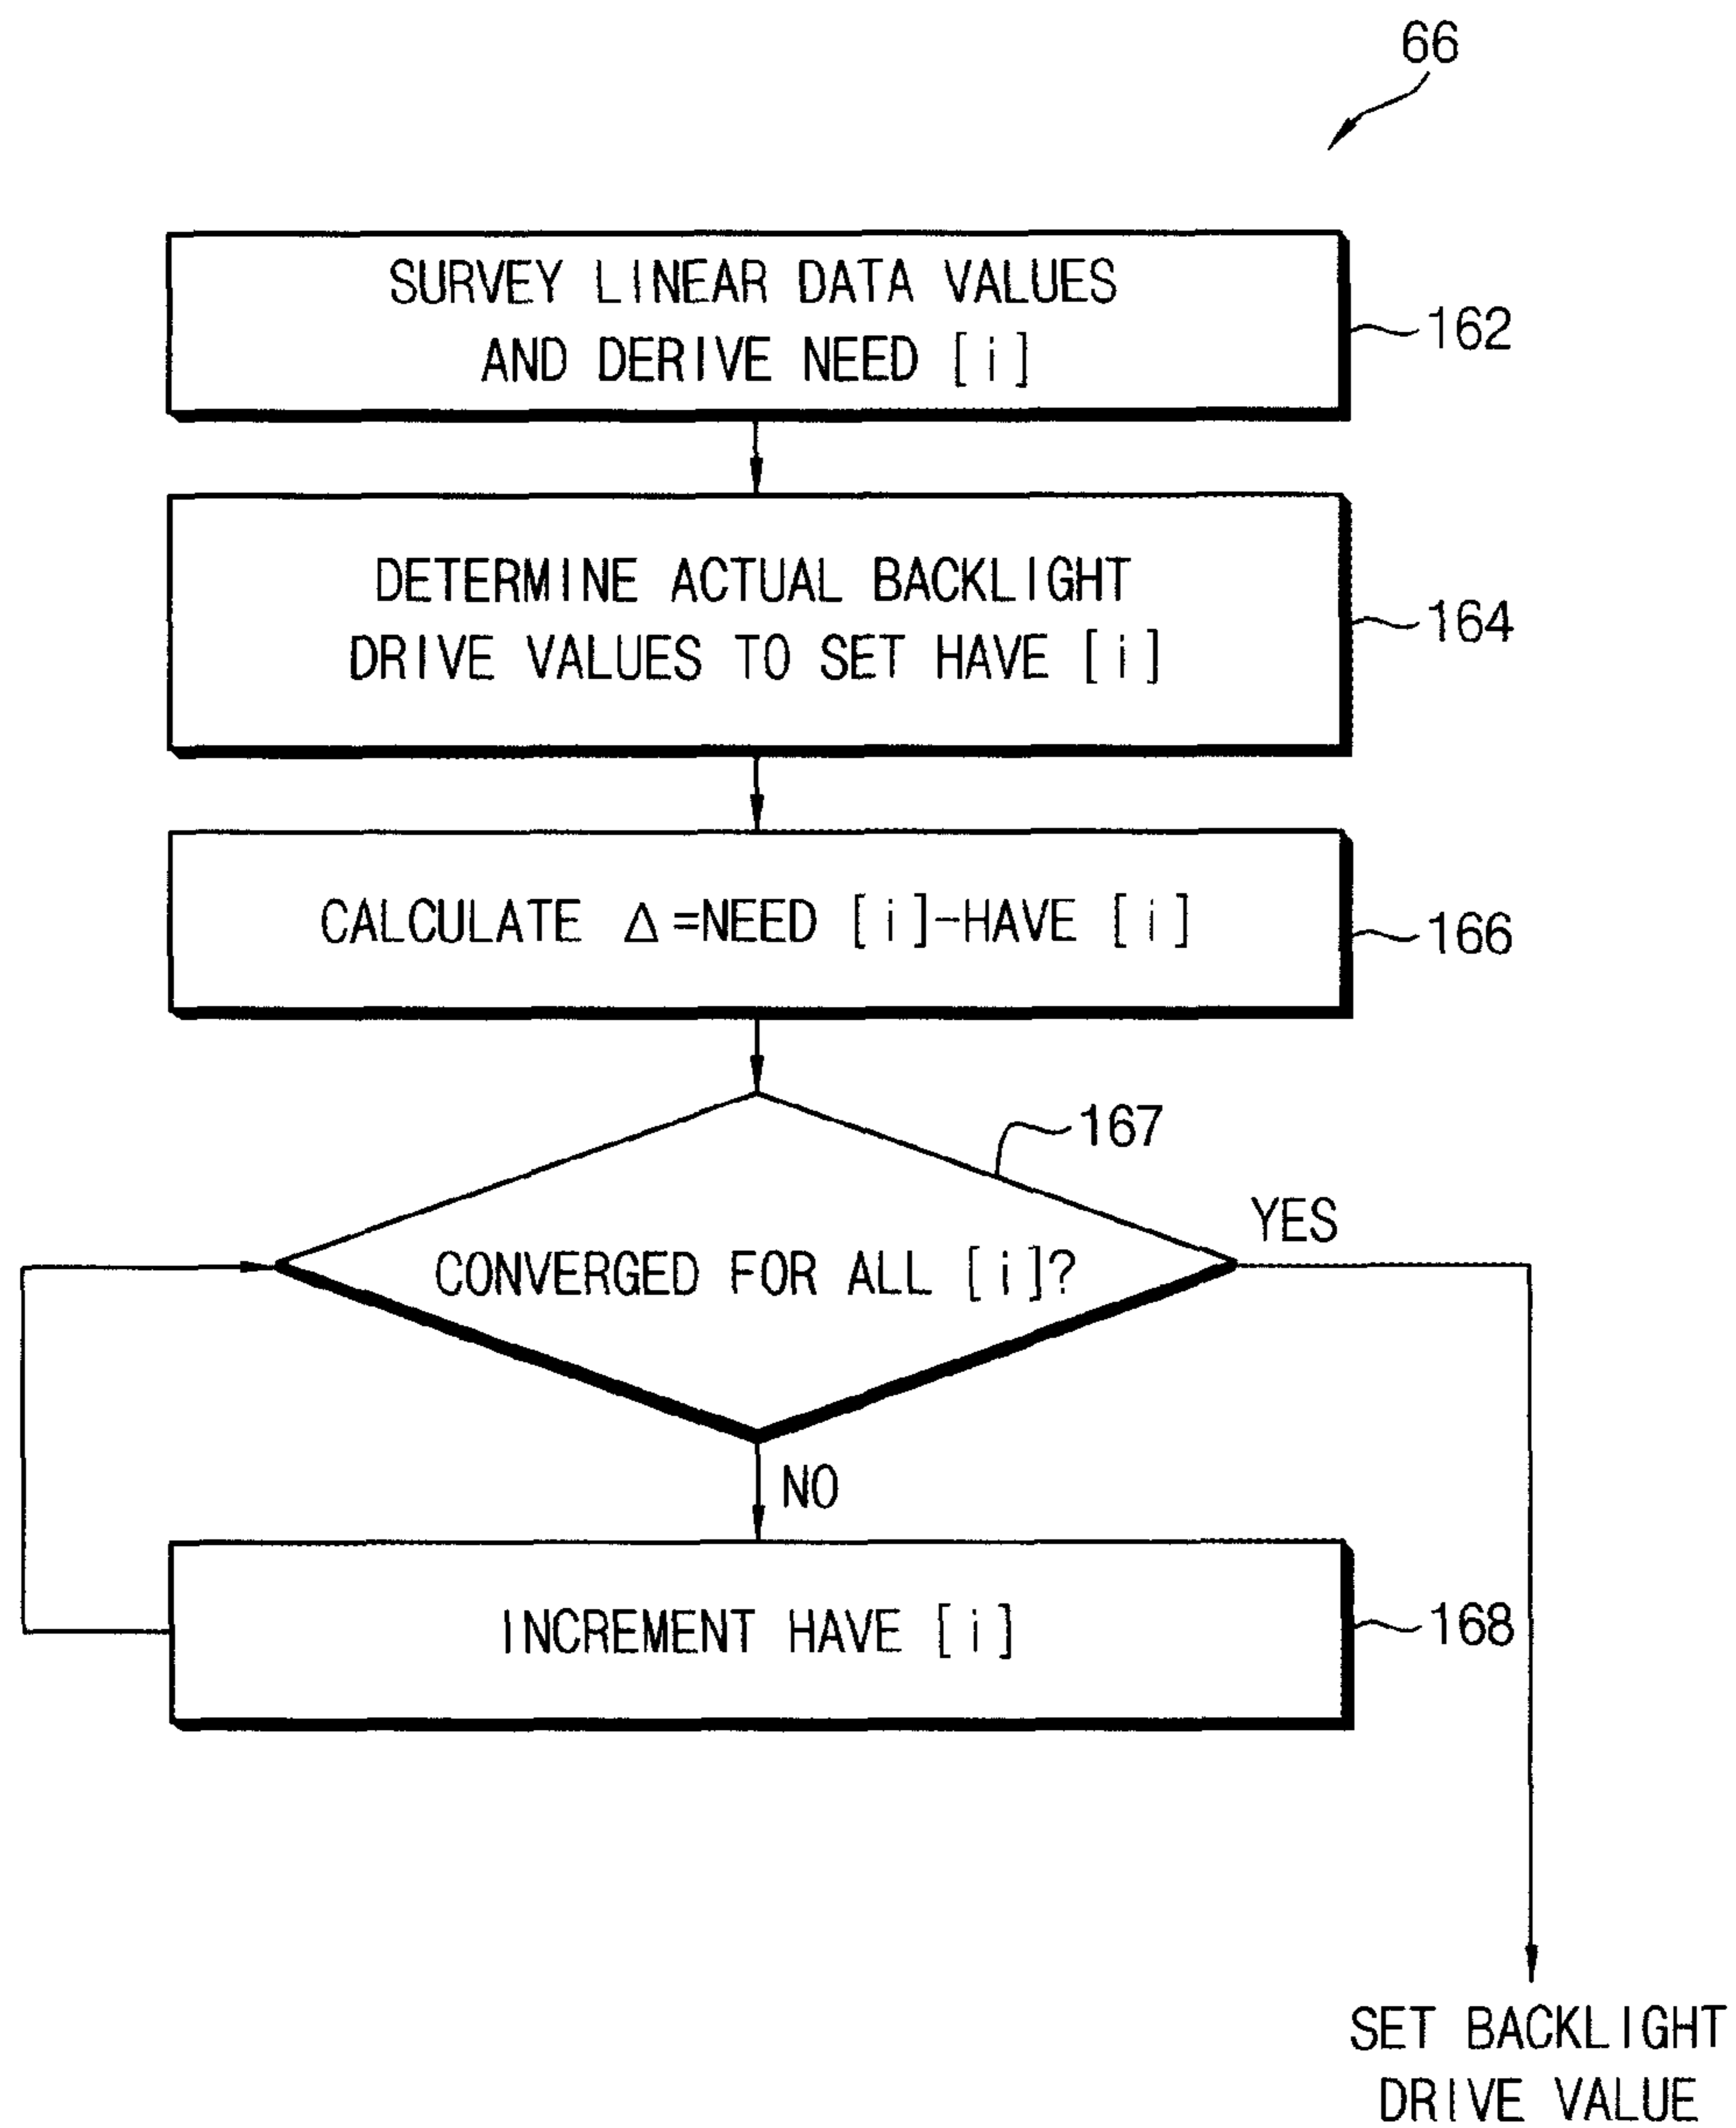 66
SURVEY LINEAR DATA VALUES
AND DERIVE NEED [i]
162
DETERMINE ACTUAL BACKLIGHT
DRIVE VALUES TO SET HAVE [i]
164
CALCULATE Δ=NEED [i]-HAVE [i]
166
167
CONVERGED FOR ALL [i]?
YES
NO
INCREMENT HAVE [i]
168
SET BACKLIGHT
DRIVE VALUE